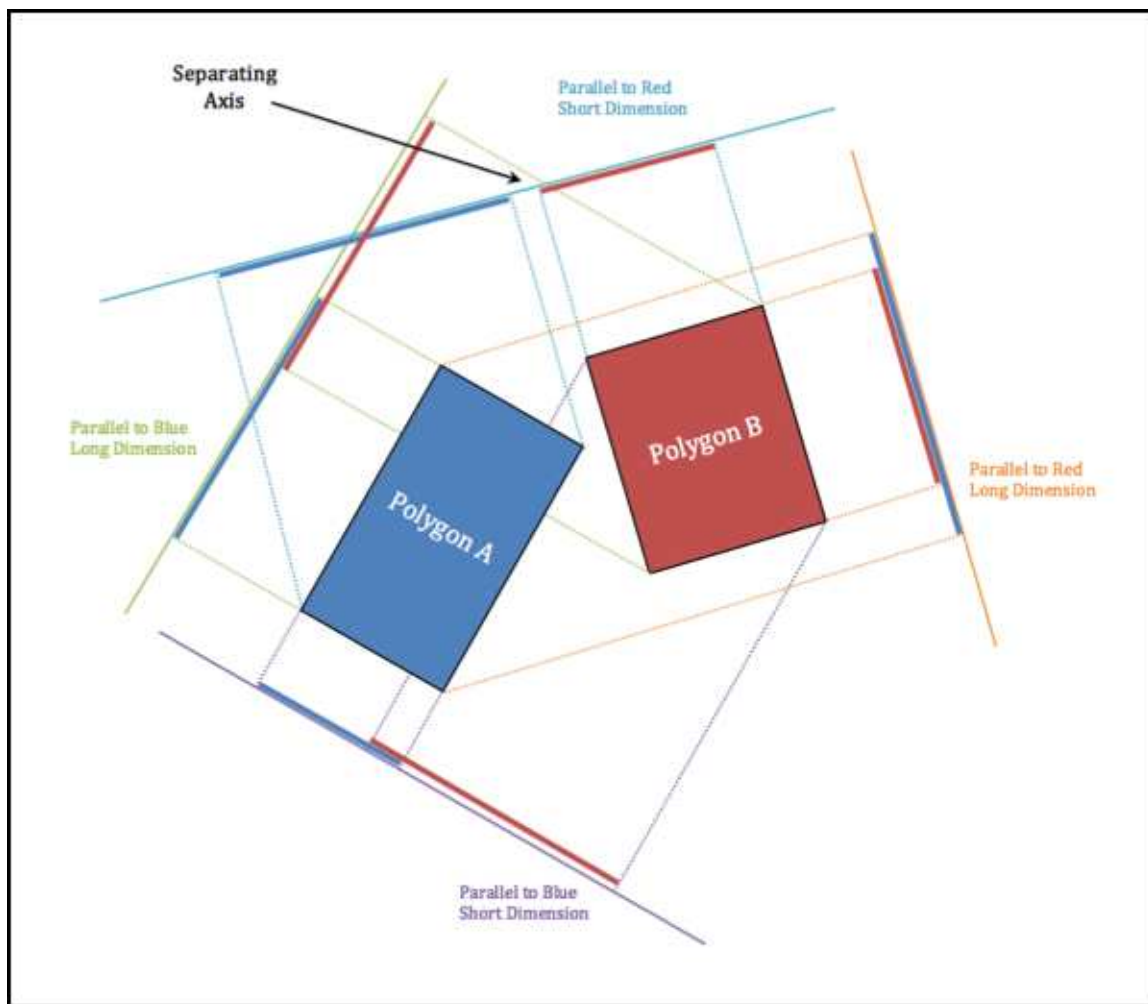 Separating
Axis
Parallel to Red
Short Dimension
Parallel to Blue
Long Dimension
Polygon A
Polygon B
Parallel to Red
Long Dimension
Parallel to Blue
Short Dimension